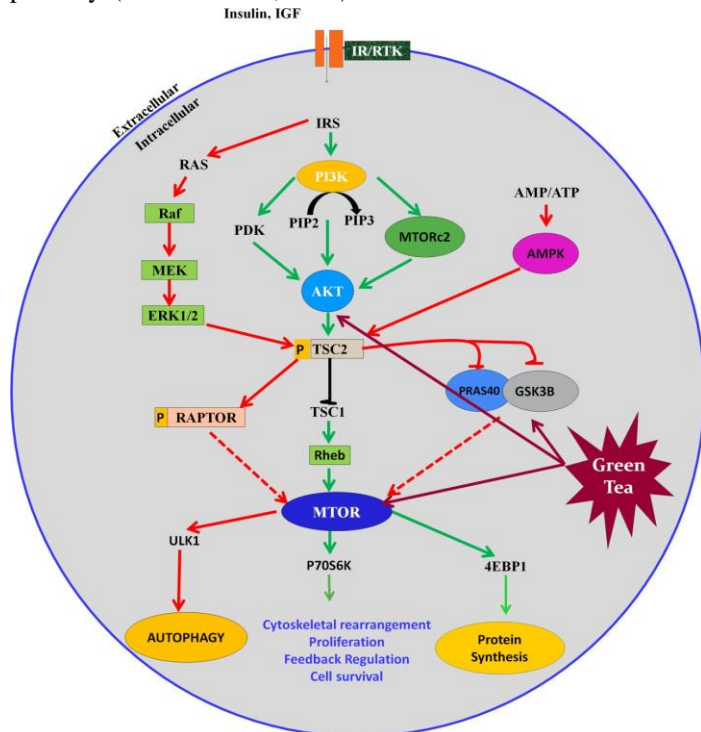 Insulin, IGF
IR/RTK
Extracellular
Intracellular
IRS
RAS
PI3K
AMP/ATP
Raf
PIP2
PIP3
PDK
MTORc2
AMPK
MEK
AKT
ERK1/2
P TSC2
PRAS40
GSK3B
P RAPTOR
TSC1
Rheb
Green
Tea
MTOR
ULK1
P70S6K
4EBP1
AUTOPHAGY
Cytoskeletal rearrangement
Proliferation
Feedback Regulation
Cell survival
Protein
Synthesis